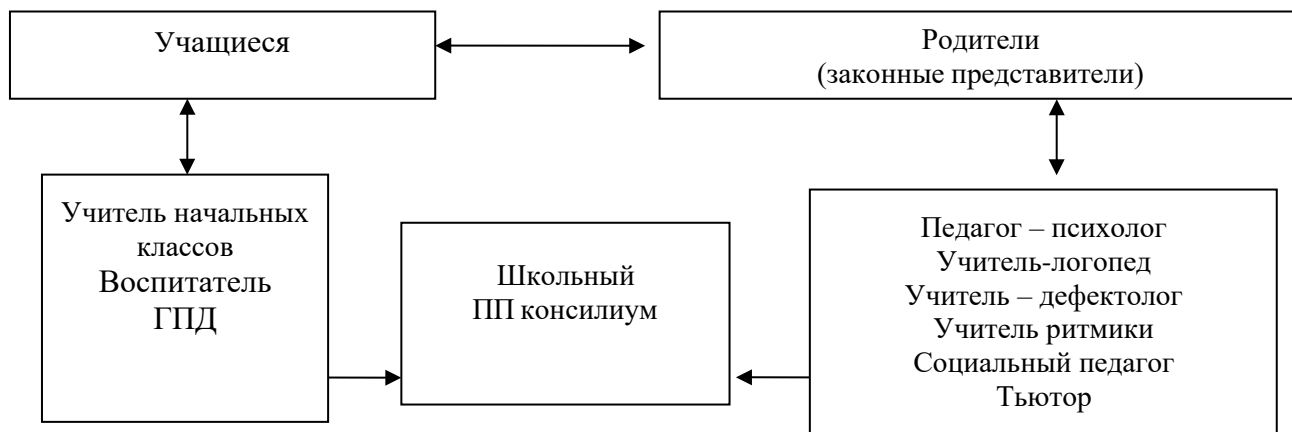 Учащиеся
Родители
(законные представители)
Учитель начальных
классов
Воспитатель
ГПД
Школьный
ПП консилиум
Педагог – психолог
Учитель-логопед
Учитель – дефектолог
Учитель ритмики
Социальный педагог
Тьютор